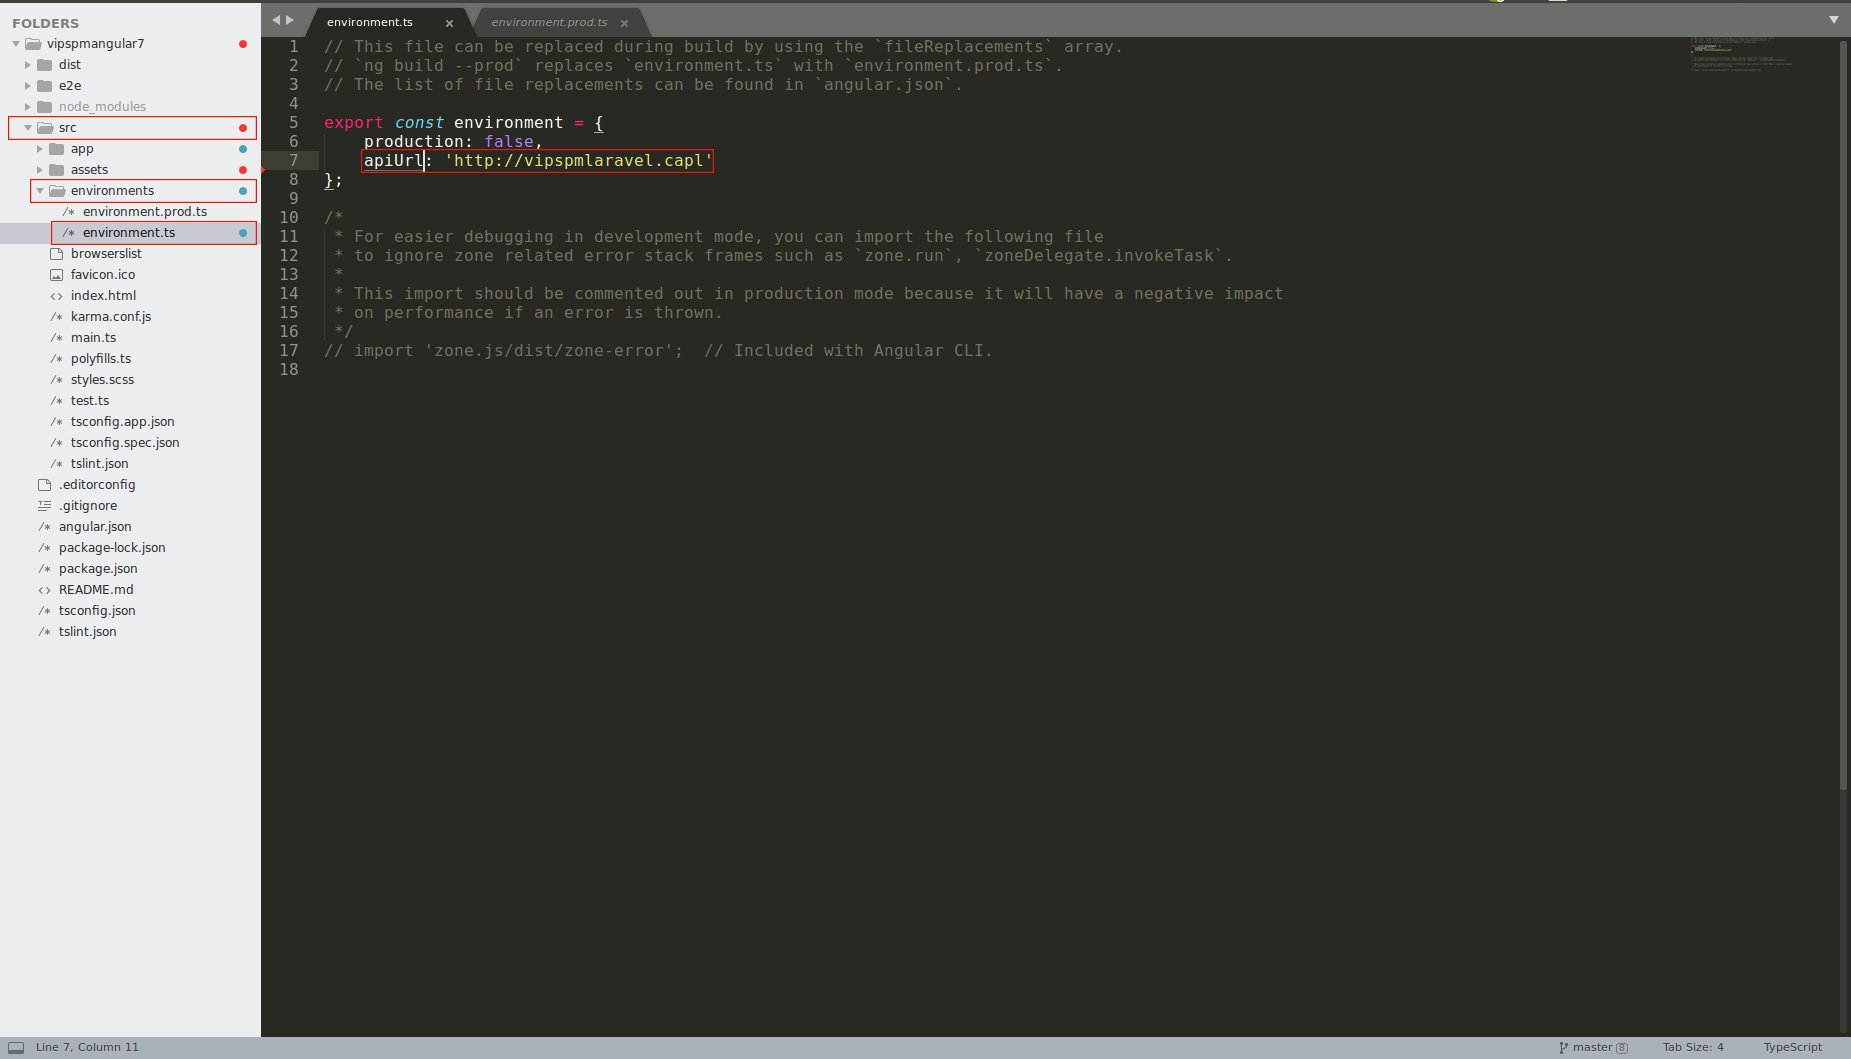 FOLDERS
vipspmangular7
dist
e2e
node_modules
src
app
assets
environments
environment.prod.ts
environment.ts
browserslist
favicon.ico
index.html
karma.conf.js
main.ts
polyfills.ts
styles.scss
test.ts
tsconfig.app.json
tsconfig.spec.json
tslint.json
.editorconfig
.gitignore
angular.json
package-lock.json
package.json
README.md
tsconfig.json
tslint.json
environment.ts ×
environment.prod.ts ×
1 // This file can be replaced during build by using the `fileReplacements` array.
2 // `ng build --prod` replaces `environment.ts` with `environment.prod.ts`.
3 // The list of file replacements can be found in `angular.json`.
4
5 export const environment = {
6 production: false,
7 apiUrl: 'http://vipspmlaravel.capl'
8 };
9
10 /*
11 * For easier debugging in development mode, you can import the following file
12 * to ignore zone related error stack frames such as `zone.run`, `zoneDelegate.invokeTask`.
13 *
14 * This import should be commented out in production mode because it will have a negative impact
15 * on performance if an error is thrown.
16 */
17 // import 'zone.js/dist/zone-error';  // Included with Angular CLI.
18
Line 7, Column 11
master 8
Tab Size: 4
TypeScript